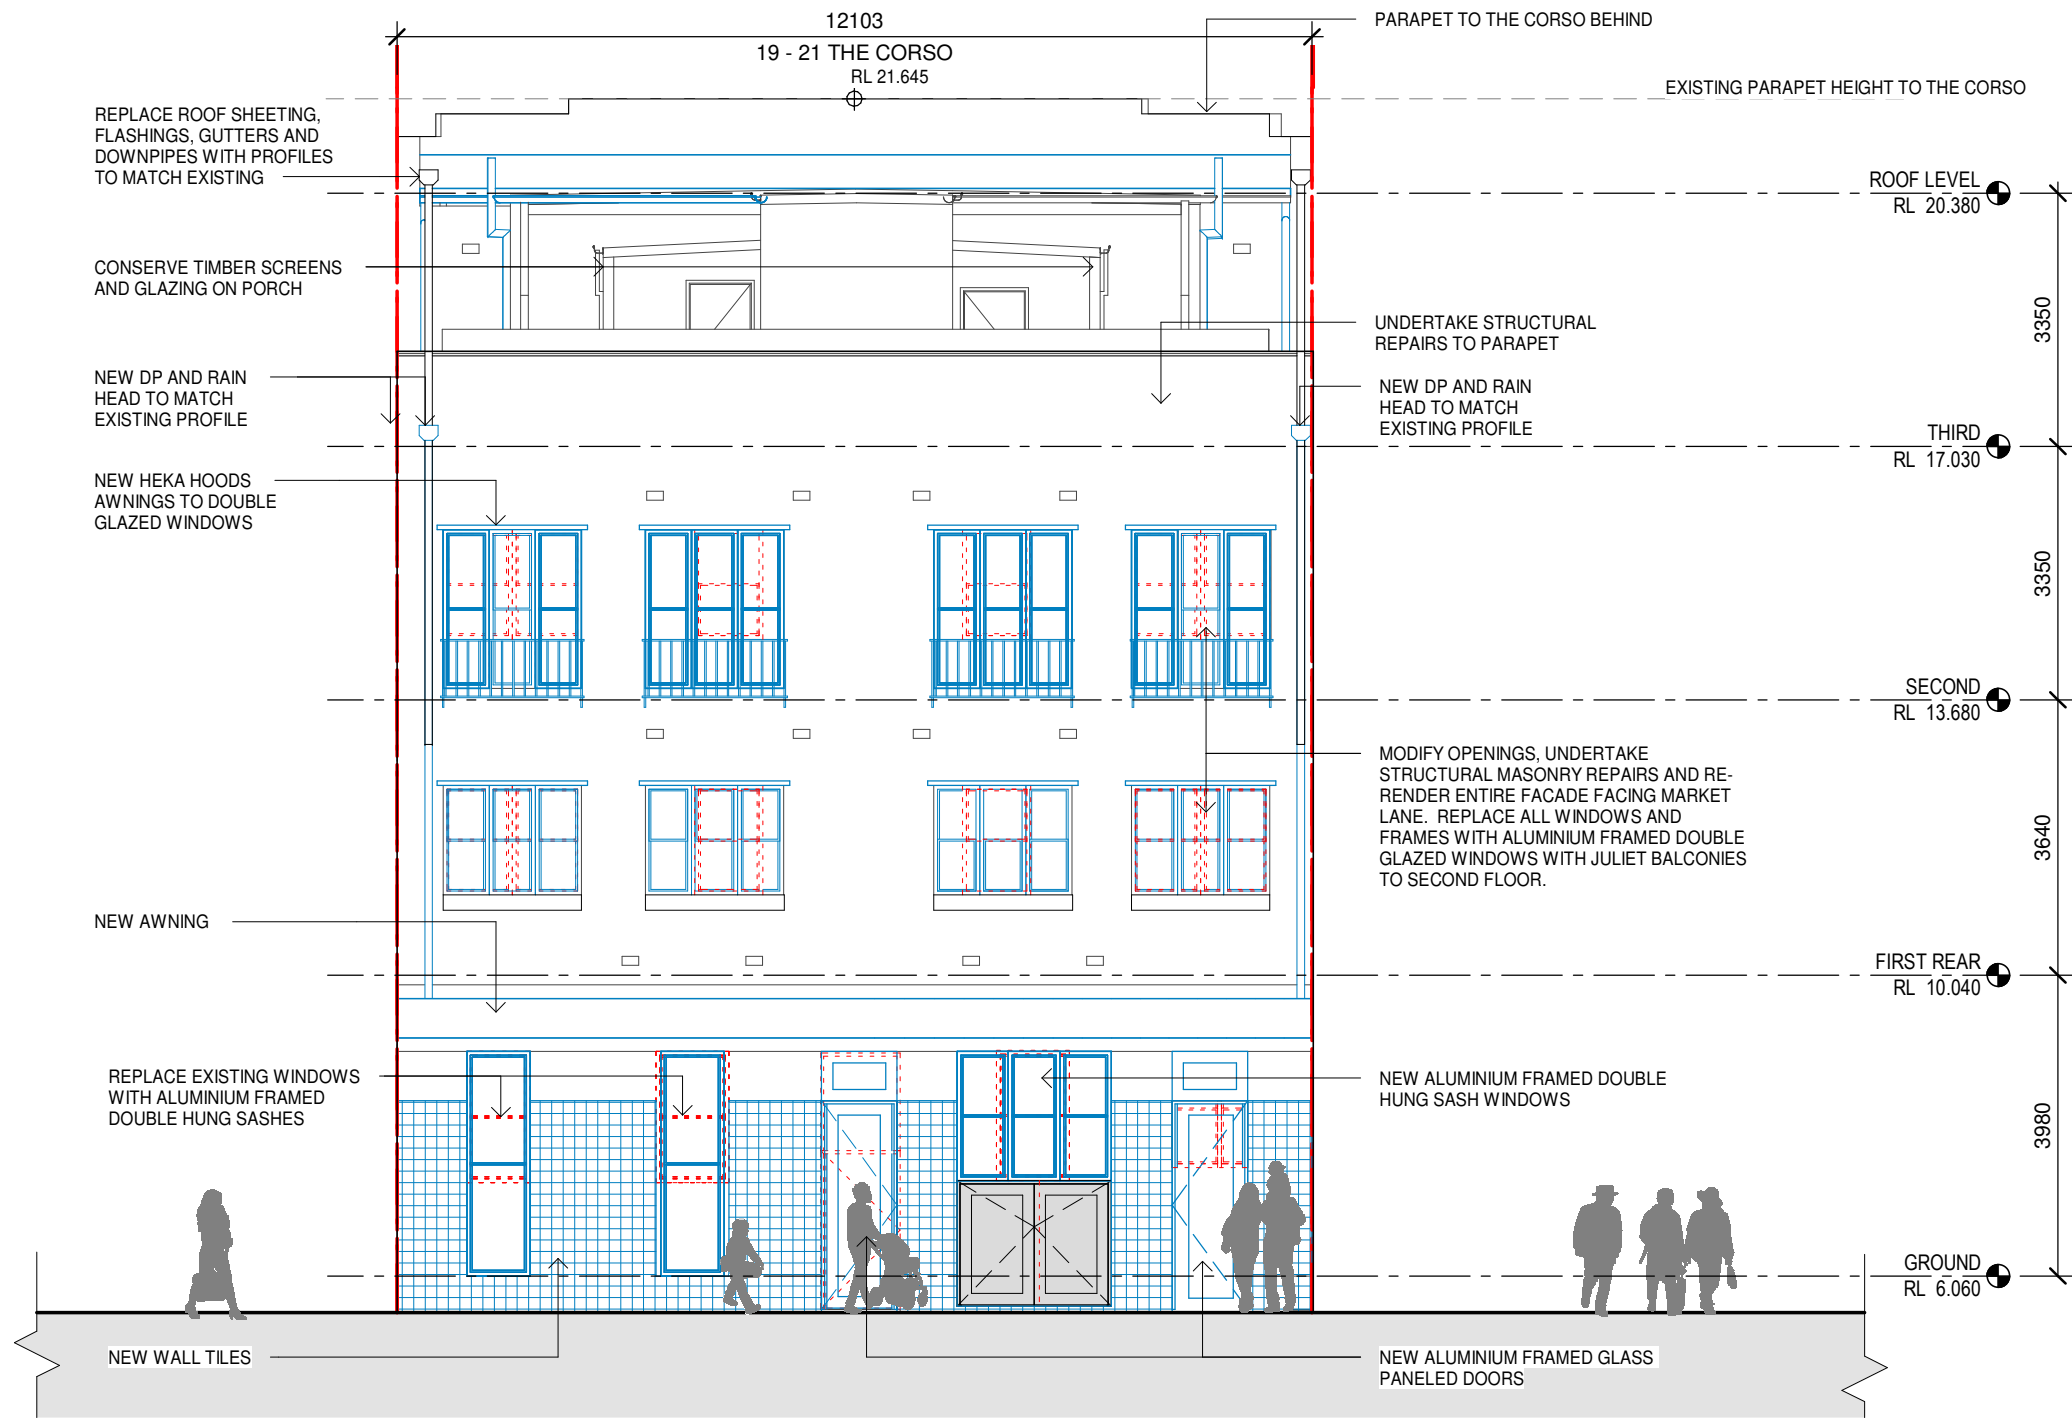 12103
19 - 21 THE CORSO
RL 21.645
PARAPET TO THE CORSO BEHIND
EXISTING PARAPET HEIGHT TO THE CORSO
REPLACE ROOF SHEETING,
FLASHINGS, GUTTERS AND
DOWNPIPES WITH PROFILES
TO MATCH EXISTING
ROOF LEVEL
RL 20.380
CONSERVE TIMBER SCREENS
AND GLAZING ON PORCH
3350
UNDERTAKE STRUCTURAL
REPAIRS TO PARAPET
NEW DP AND RAIN
HEAD TO MATCH
EXISTING PROFILE
NEW DP AND RAIN
HEAD TO MATCH
EXISTING PROFILE
THIRD
RL 17.030
NEW HEKA HOODS
AWNINGS TO DOUBLE
GLAZED WINDOWS
3350
SECOND
RL 13.680
MODIFY OPENINGS, UNDERTAKE
STRUCTURAL MASONRY REPAIRS AND RE-
RENDER ENTIRE FACADE FACING MARKET
LANE. REPLACE ALL WINDOWS AND
FRAMES WITH ALUMINIUM FRAMED DOUBLE
GLAZED WINDOWS WITH JULIET BALCONIES
TO SECOND FLOOR.
3640
NEW AWNING
FIRST REAR
RL 10.040
REPLACE EXISTING WINDOWS
WITH ALUMINIUM FRAMED
DOUBLE HUNG SASHES
NEW ALUMINIUM FRAMED DOUBLE
HUNG SASH WINDOWS
3980
GROUND
RL 6.060
NEW WALL TILES
NEW ALUMINIUM FRAMED GLASS
PANELED DOORS